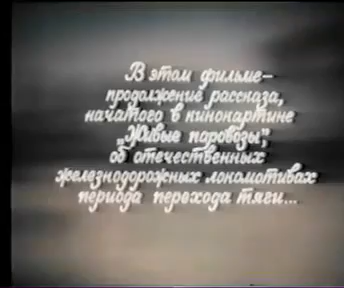 В этом фильме—
продолжение рассказа,
начатого в кинокартине
„Живые паровозы”,
об отечественных
железнодорожных локомотивах
периода перехода тяги...